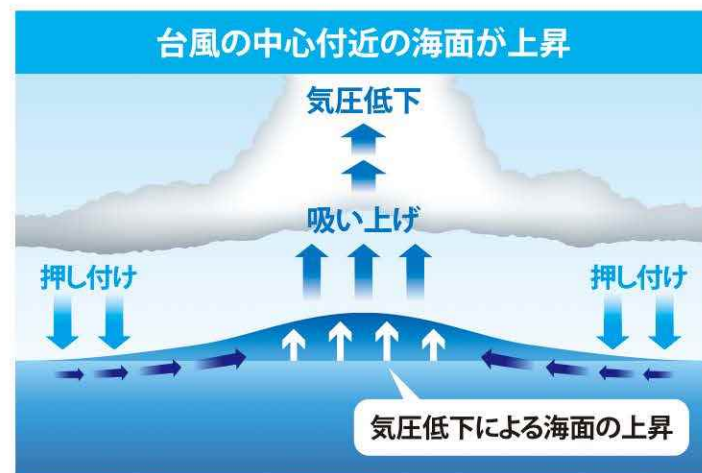 台風の中心付近の海面が上昇
気圧低下
吸い上げ
押し付け
押し付け
気圧低下による海面の上昇